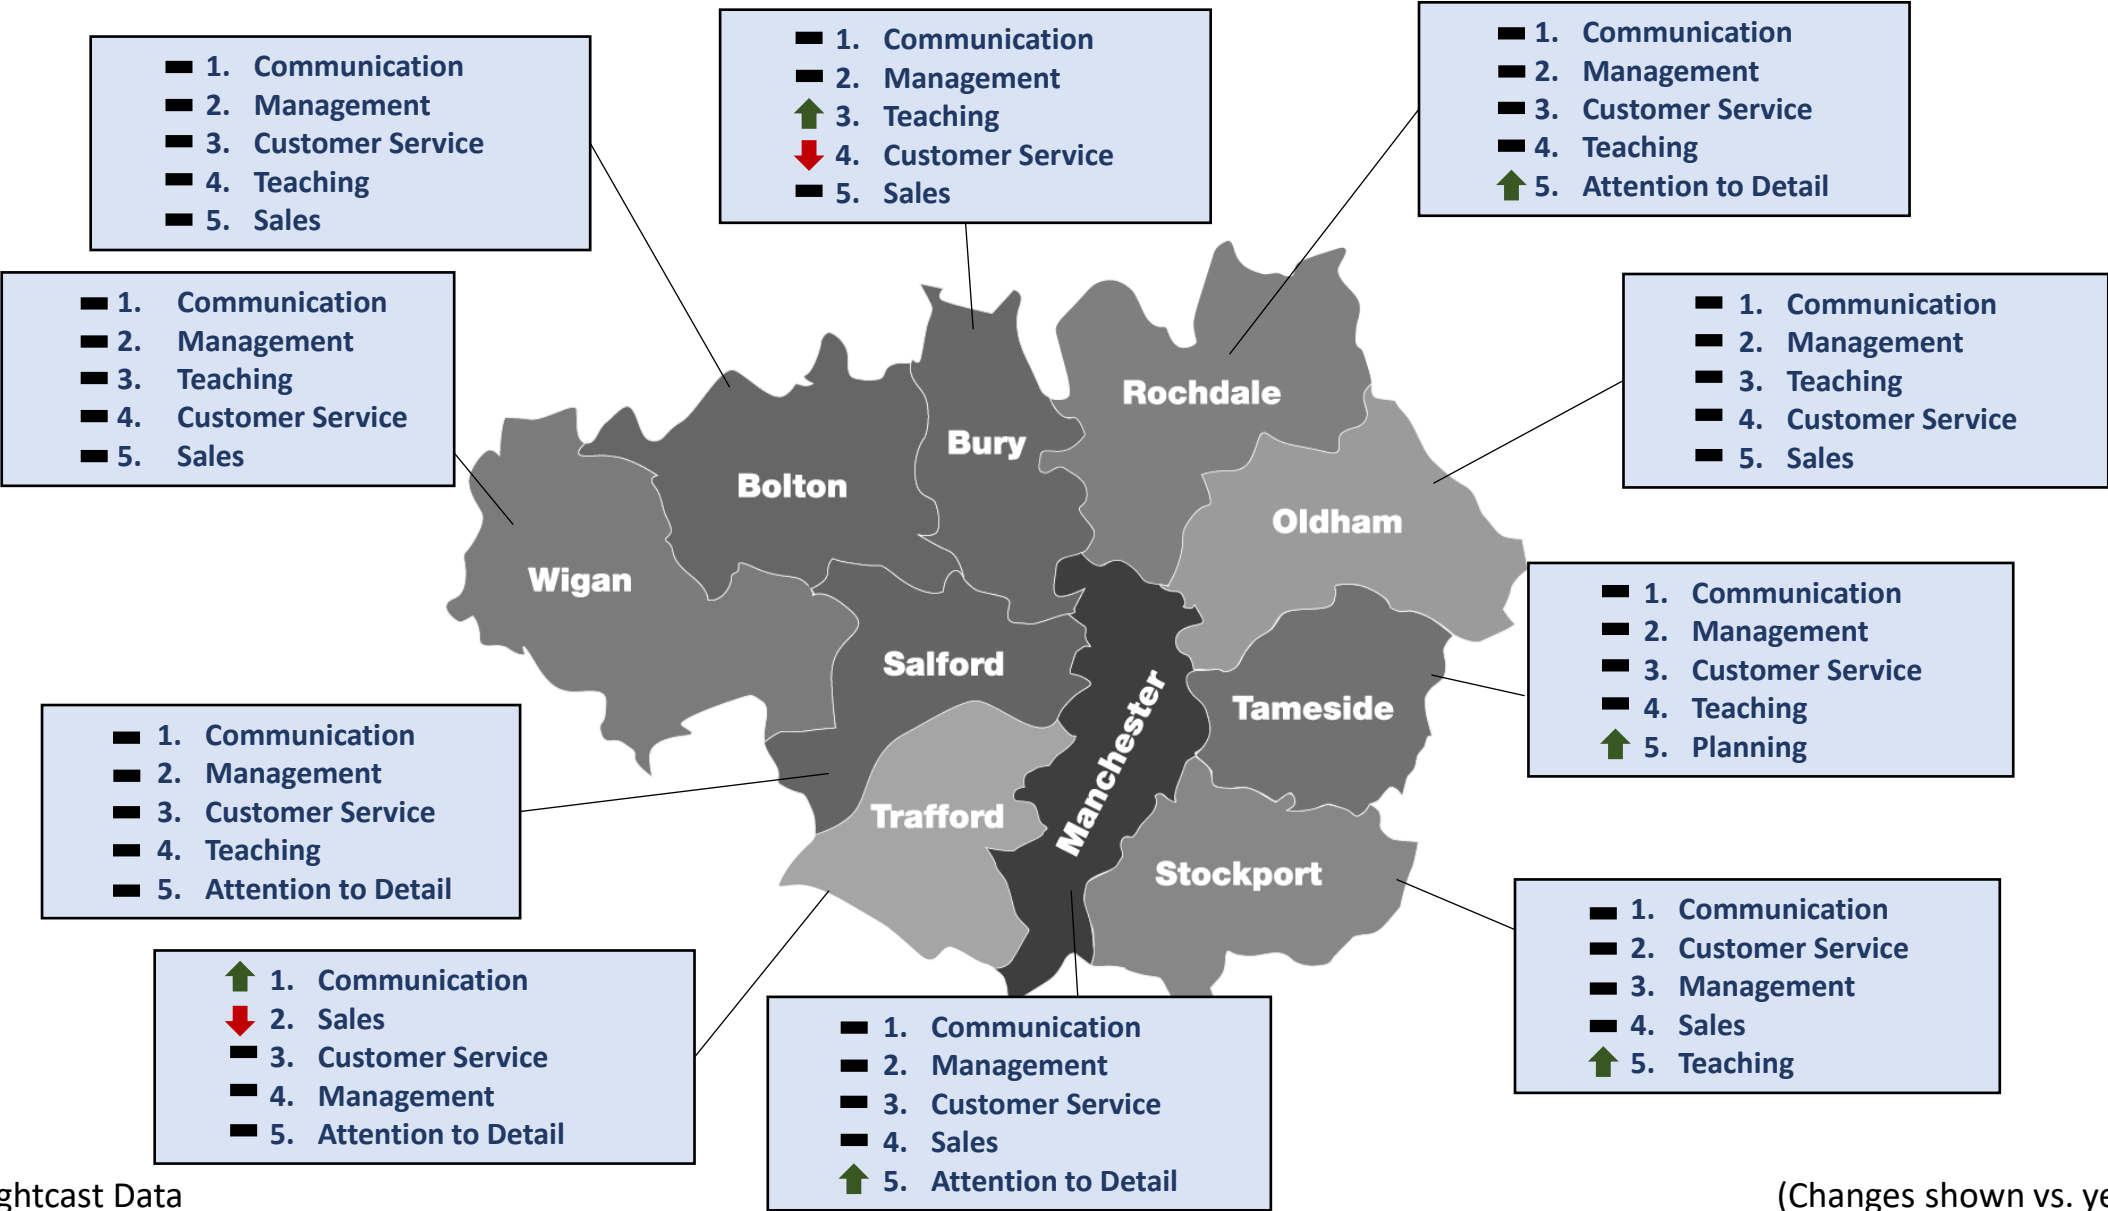 1. Communication
2. Management
3. Customer Service
4. Teaching
5. Sales
1. Communication
2. Management
3. Teaching
4. Customer Service
5. Sales
1. Communication
2. Management
3. Customer Service
4. Teaching
5. Attention to Detail
1. Communication
2. Management
3. Teaching
4. Customer Service
5. Sales
1. Communication
2. Management
3. Teaching
4. Customer Service
5. Sales
Rochdale
Bury
Bolton
Oldham
Wigan
Salford
Tameside
Manchester
Trafford
Stockport
1. Communication
2. Management
3. Customer Service
4. Teaching
5. Planning
1. Communication
2. Management
3. Customer Service
4. Teaching
5. Attention to Detail
1. Communication
2. Customer Service
3. Management
4. Sales
5. Teaching
1. Communication
2. Sales
3. Customer Service
4. Management
5. Attention to Detail
1. Communication
2. Management
3. Customer Service
4. Sales
5. Attention to Detail
ghtcast Data
(Changes shown vs. ye